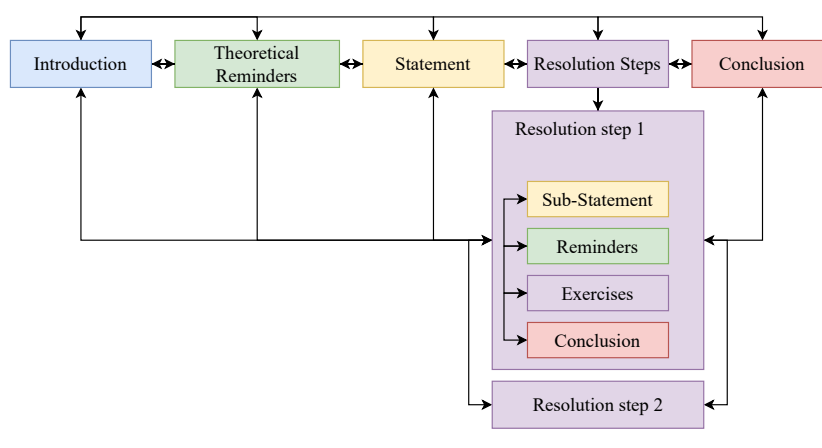 Introduction
Theoretical
Reminders
Statement
Resolution Steps
Conclusion
Resolution step 1
Sub-Statement
Reminders
Exercises
Conclusion
Resolution step 2